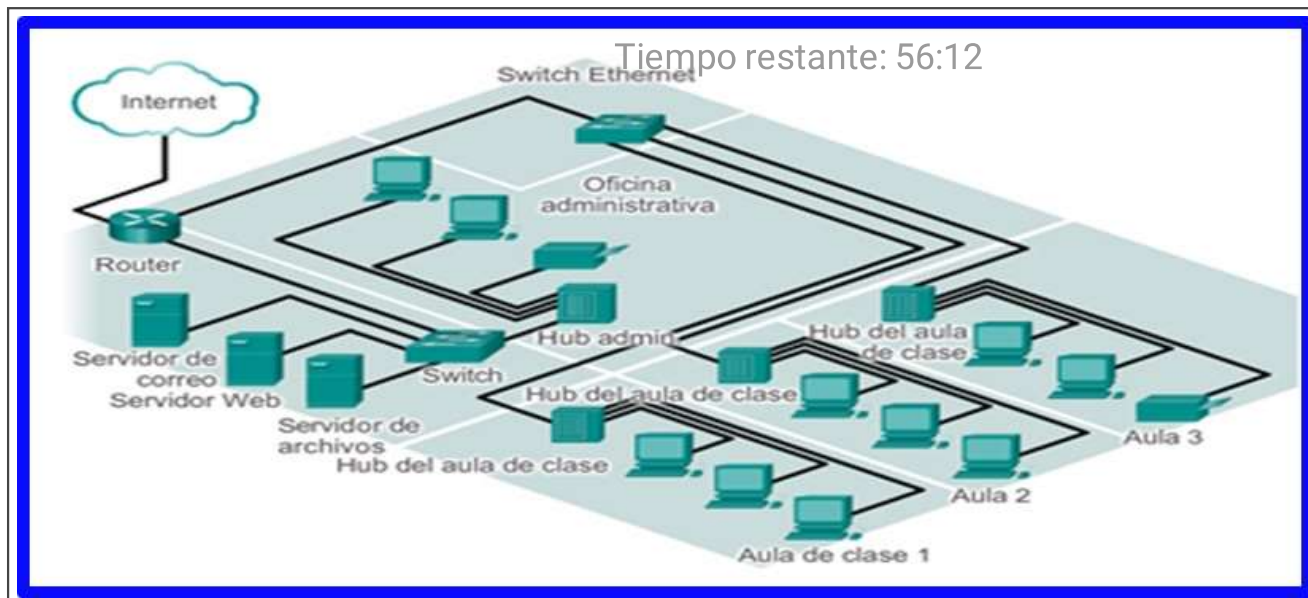 Tiempo restante: 56:12
Switch Ethernet
Internet
Oficina
administrativa
Router
Hub admin.
Hub del aula
de clase
Servidor de
correo
Switch
Servidor Web
Hub del aula de clase
Servidor de
archivos
Hub del aula de clase
Aula 3
Aula 2
Aula de clase 1